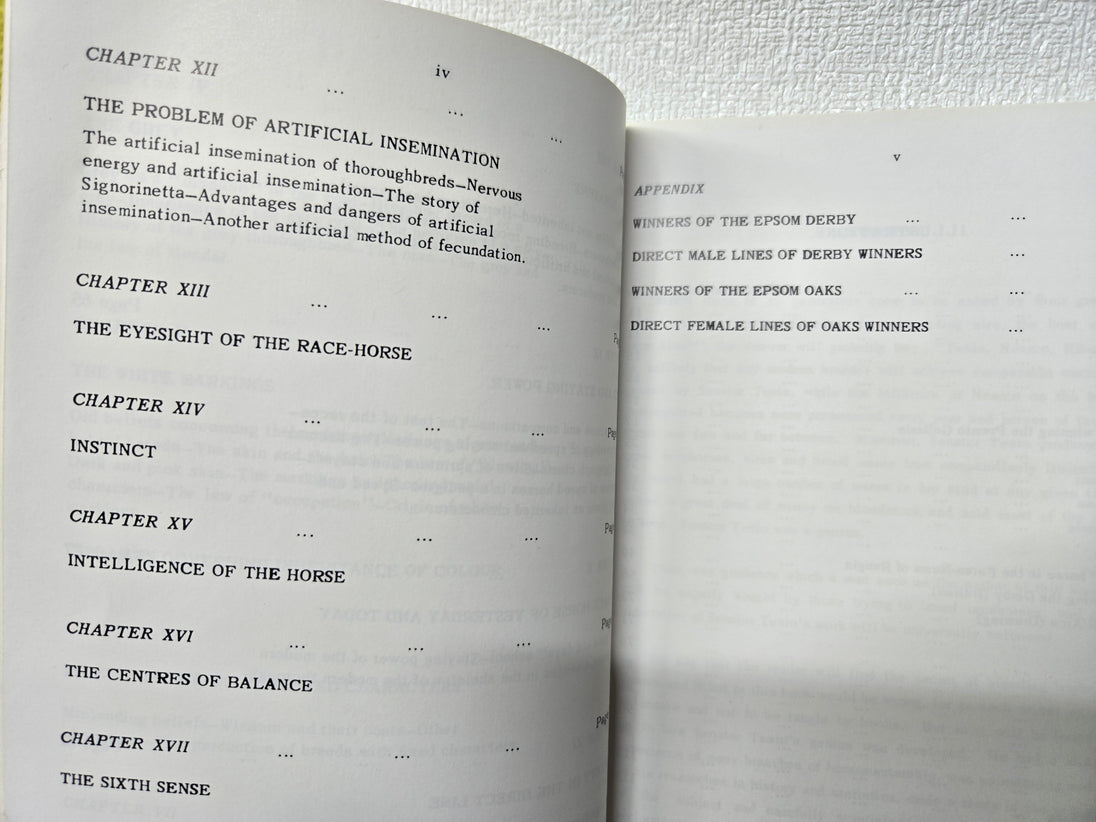 iv
CHAPTER XII ... ... ...
THE PROBLEM OF ARTIFICIAL INSEMINATION
The artificial insemination of thoroughbreds—Nervous
energy and artificial insemination—The story of
Signorinetta—Advantages and dangers of artificial
insemination—Another artificial method of fecundation.
CHAPTER XIII ... ... ...
THE EYESIGHT OF THE RACE-HORSE
CHAPTER XIV ... ... ...
INSTINCT
CHAPTER XV ... ... ...
INTELLIGENCE OF THE HORSE
CHAPTER XVI ... ... ...
THE CENTRES OF BALANCE
CHAPTER XVII ... ... ...
THE SIXTH SENSE
v
APPENDIX
WINNERS OF THE EPSOM DERBY ... ...
DIRECT MALE LINES OF DERBY WINNERS ...
WINNERS OF THE EPSOM OAKS ... ...
DIRECT FEMALE LINES OF OAKS WINNERS ...